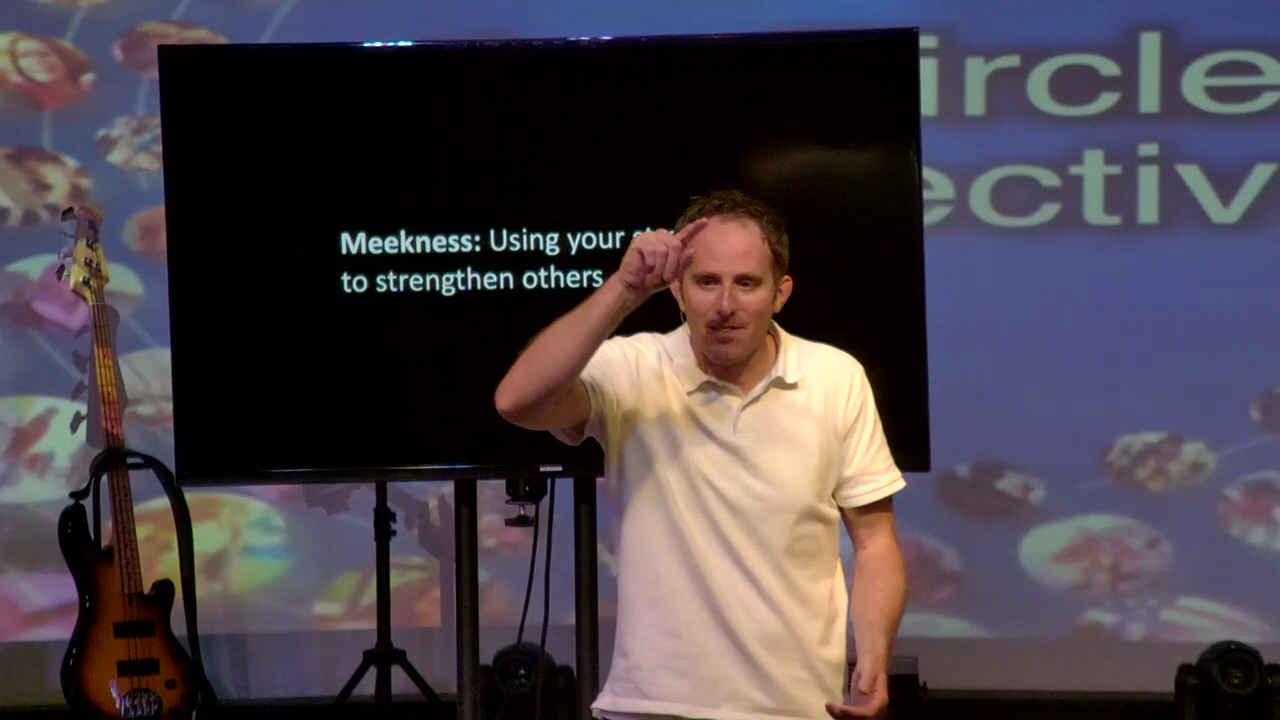 Meekness: Using your
to strengthen others
ircle
ectiv